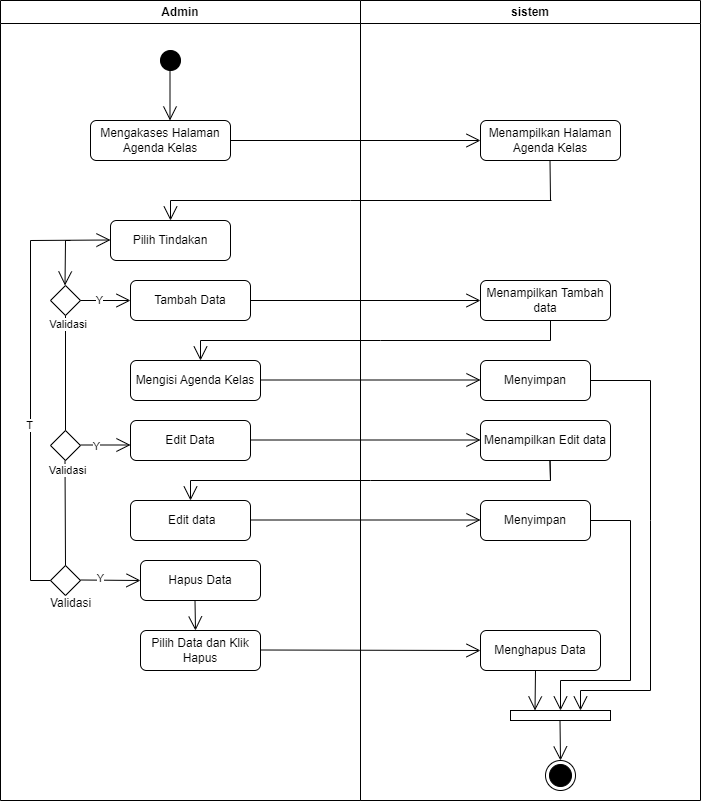 Admin
sistem
Mengakases Halaman
Agenda Kelas
Menampilkan Halaman
Agenda Kelas
Pilih Tindakan
Y
Tambah Data
Menampilkan Tambah
data
Validasi
Mengisi Agenda Kelas
Menyimpan
T
Y
Edit Data
Menampilkan Edit data
Validasi
Edit data
Menyimpan
Y
Hapus Data
Validasi
Pilih Data dan Klik
Hapus
Menghapus Data